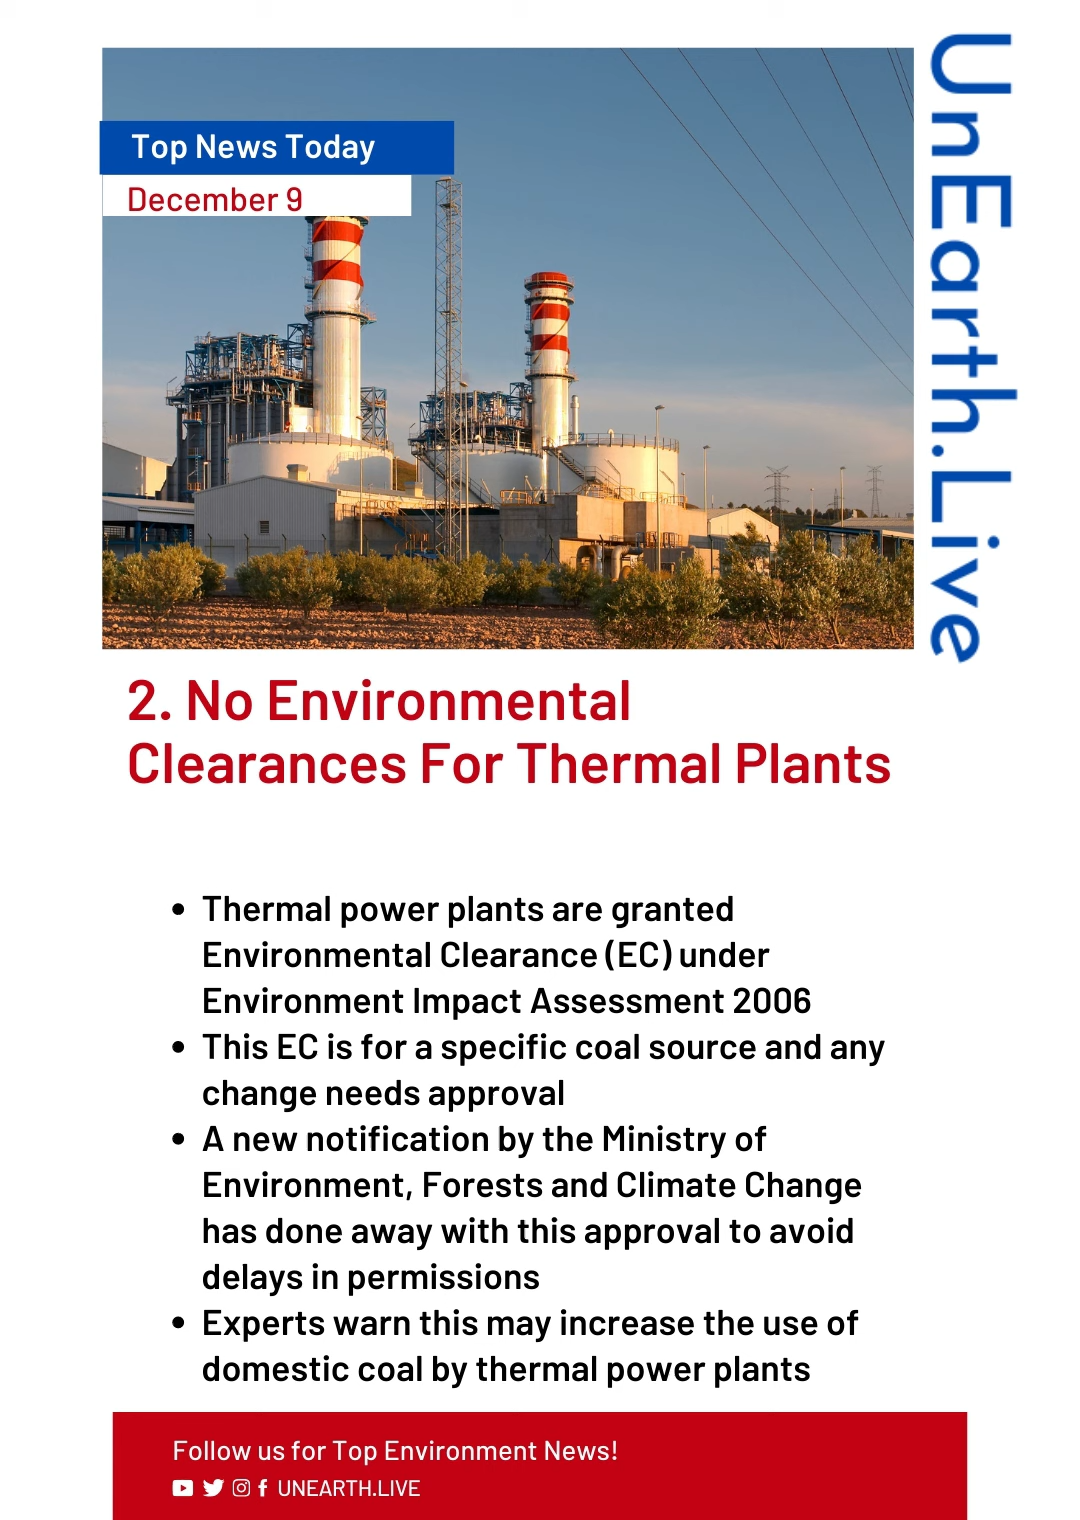 Top News Today
December 9
UnEarth.Live
2. No Environmental
Clearances For Thermal Plants
• Thermal power plants are granted
Environmental Clearance (EC) under
Environment Impact Assessment 2006
• This EC is for a specific coal source and any
change needs approval
• A new notification by the Ministry of
Environment, Forests and Climate Change
has done away with this approval to avoid
delays in permissions
• Experts warn this may increase the use of
domestic coal by thermal power plants
Follow us for Top Environment News!
UNEARTH.LIVE